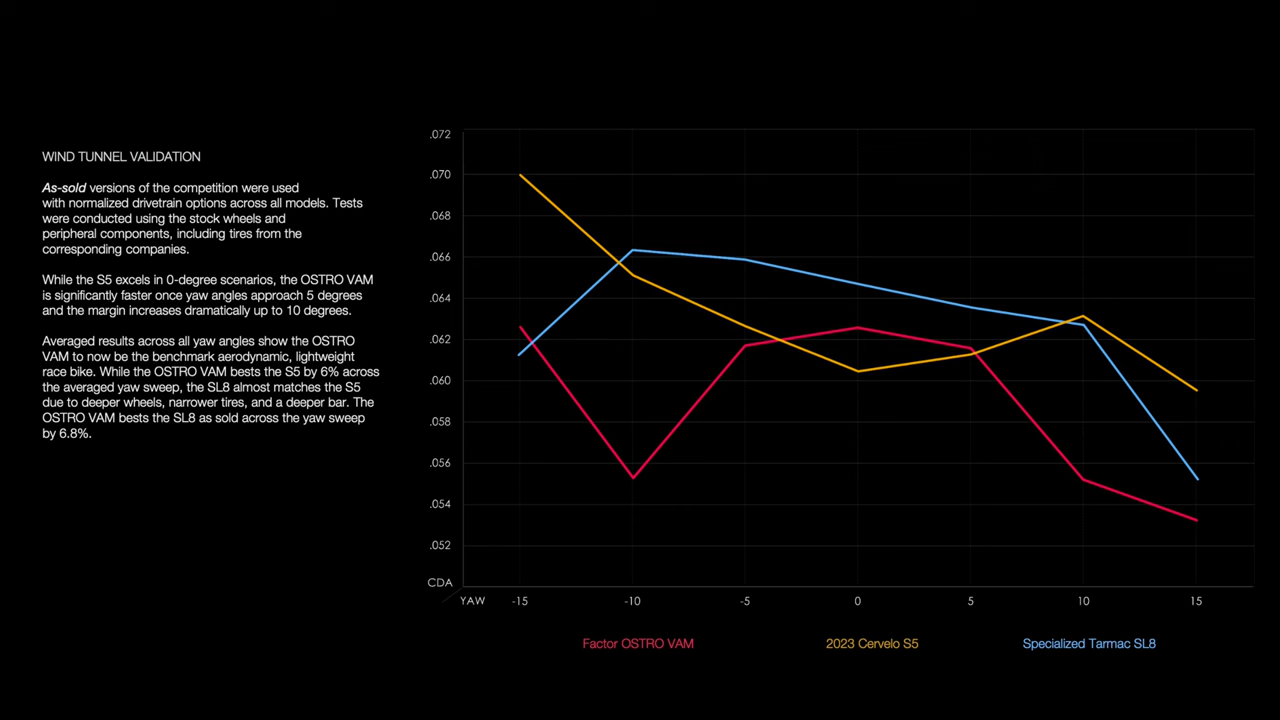 WIND TUNNEL VALIDATION
As-sold versions of the competition were used
with normalized drivetrain options across all models. Tests
were conducted using the stock wheels and
peripheral components, including tires from the
corresponding companies.
While the S5 excels in 0-degree scenarios, the OSTRO VAM
is significantly faster once yaw angles approach 5 degrees
and the margin increases dramatically up to 10 degrees.
Averaged results across all yaw angles show the OSTRO
VAM to now be the benchmark aerodynamic, lightweight
race bike. While the OSTRO VAM bests the S5 by 6% across
the averaged yaw sweep, the SL8 almost matches the S5
due to deeper wheels, narrower tires, and a deeper bar. The
OSTRO VAM bests the SL8 as sold across the yaw sweep
by 6.8%.
.072
.070
.068
.066
.064
.062
.060
.058
.056
.054
.052
CDA
YAW -15 -10 -5 0 5 10 15
Factor OSTRO VAM 2023 Cervelo S5 Specialized Tarmac SL8